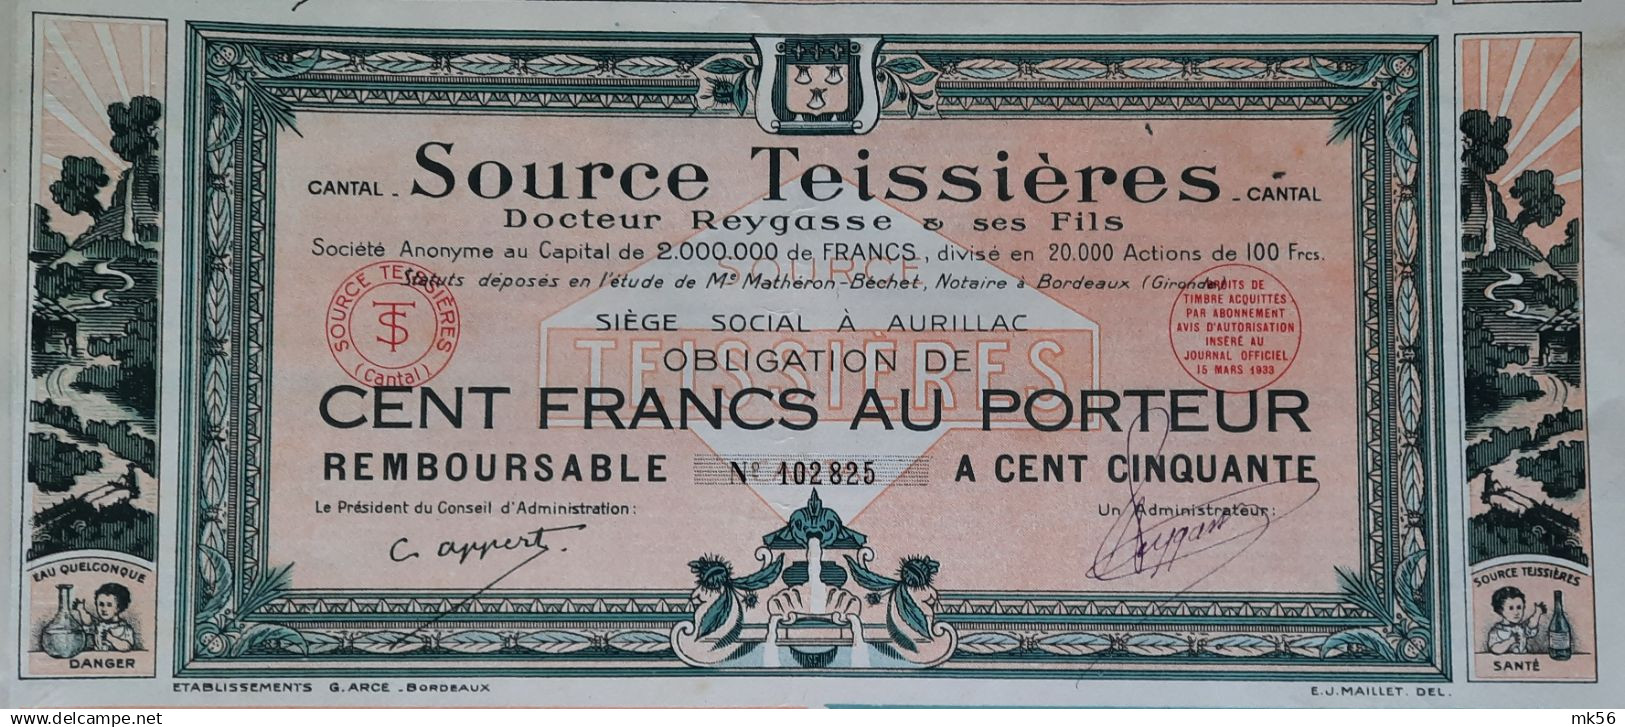 CANTAL - Source Teissières - CANTAL
Docteur Reygasse & ses Fils
Société Anonyme au Capital de 2.000.000 de FRANCS, divisé en 20.000 Actions de 100 Frcs.
Statuts déposés en l'étude de Me Mathéron-Béchet, Notaire à Bordeaux (Gironde)
SOURCE TEISSIÈRES
TS
(Cantal)
DROITS DE
TIMBRE ACQUITTÉS
PAR ABONNEMENT
AVIS D'AUTORISATION
INSÉRÉ AU
JOURNAL OFFICIEL
15 MARS 1933
SOURCE
TEISSIÈRES
SIÈGE SOCIAL À AURILLAC
OBLIGATION DE
CENT FRANCS AU PORTEUR
REMBOURSABLE No 102825 A CENT CINQUANTE
Le Président du Conseil d'Administration:
Un Administrateur:
C. appert.
Reygasse
EAU QUELCONQUE
DANGER
SOURCE TEISSIÈRES
SANTÉ
ETABLISSEMENTS G. ARCE - BORDEAUX
E.J. MAILLET. DEL.
delcampe.net
mk56